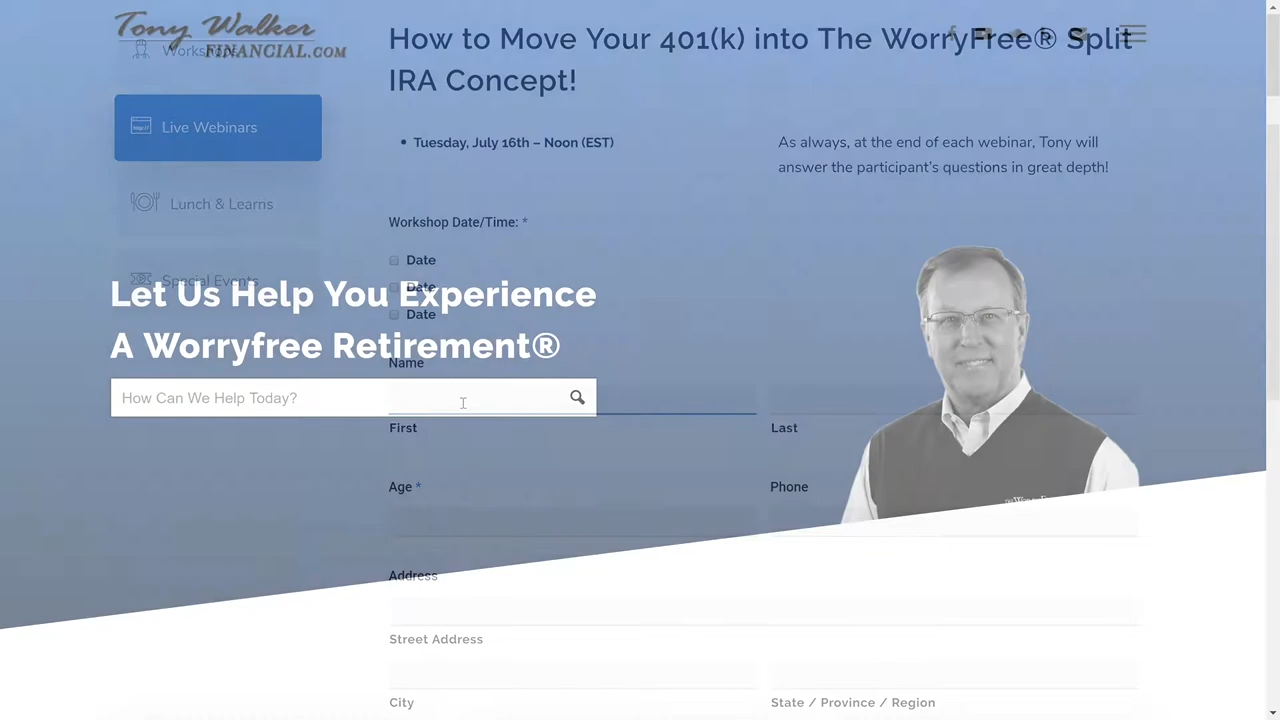 Tony Walker
FINANCIAL.COM
Workshops
Live Webinars
Lunch & Learns
Special Events
How to Move Your 401(k) into The WorryFree® Split
IRA Concept!
• Tuesday, July 16th – Noon (EST)
As always, at the end of each webinar, Tony will
answer the participant's questions in great depth!
Workshop Date/Time: *
Date
Date
Date
Let Us Help You Experience
A Worryfree Retirement®
How Can We Help Today?
Name
First
Last
Age *
Phone
Address
Street Address
City
State / Province / Region